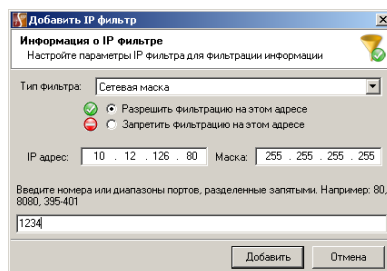 Добавить IP фильтр
Информация о IP Фильтре
Настройте параметры IP Фильтра для фильтрации информации
Тип фильтра: Сетевая маска
Разрешить фильтрацию на этом адресе
Запретить фильтрацию на этом адресе
IP адрес: 10 . 12 . 126 . 80 Маска: 255 . 255 . 255 . 255
Введите номера или диапазоны портов, разделенные запятыми. Например: 80,
8080, 395-401
1234
Добавить Отмена